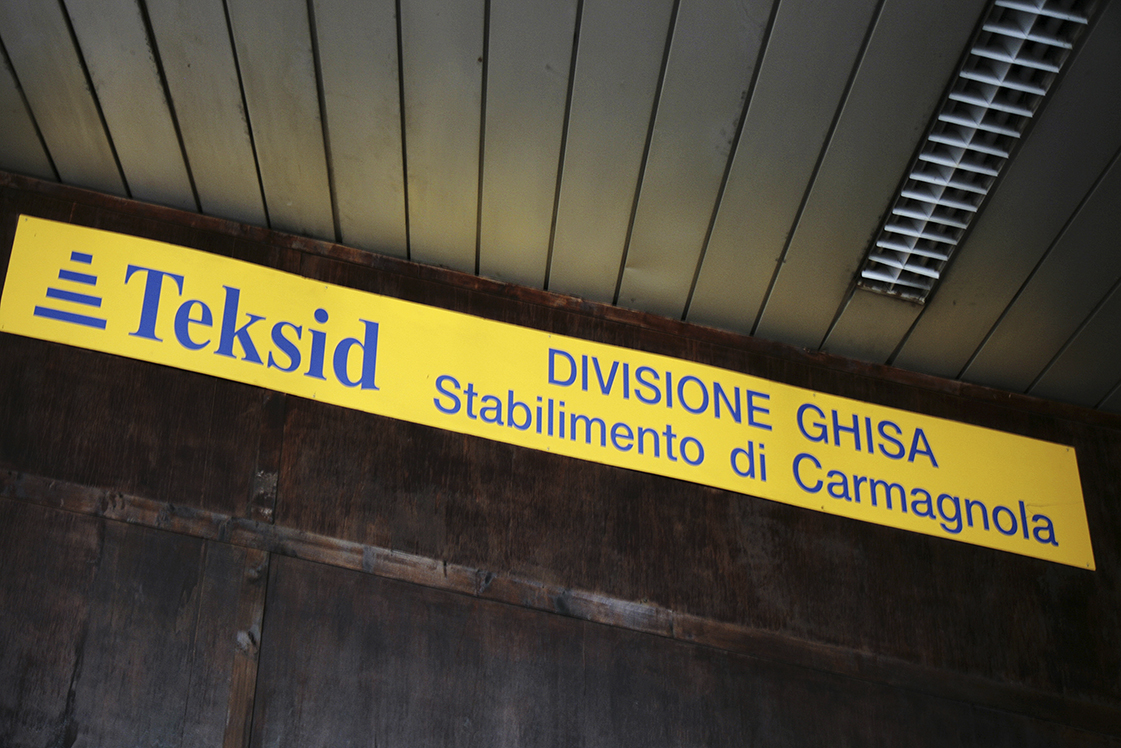 Teksid
DIVISIONE GHISA
Stabilimento di Carmagnola